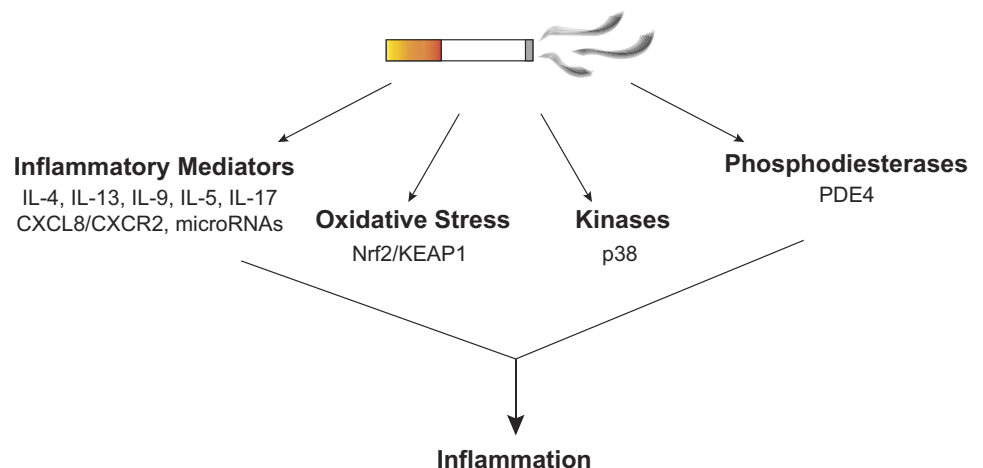 Inflammatory Mediators
IL-4, IL-13, IL-9, IL-5, IL-17
CXCL8/CXCR2, microRNAs
Oxidative Stress
Nrf2/KEAP1
Kinases
p38
Phosphodiesterases
PDE4
Inflammation